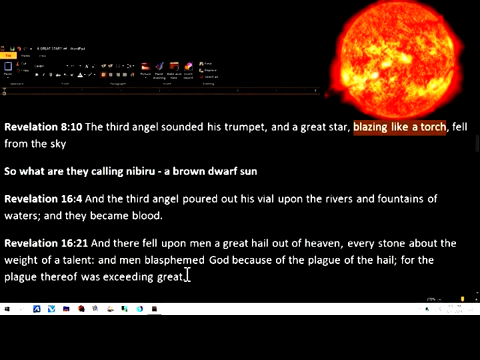 A GREAT START.rtf - WordPad
Revelation 8:10 The third angel sounded his trumpet, and a great star, blazing like a torch, fell
from the sky
So what are they calling nibiru - a brown dwarf sun
Revelation 16:4 And the third angel poured out his vial upon the rivers and fountains of
waters; and they became blood.
Revelation 16:21 And there fell upon men a great hail out of heaven, every stone about the
weight of a talent: and men blasphemed God because of the plague of the hail; for the
plague thereof was exceeding great.